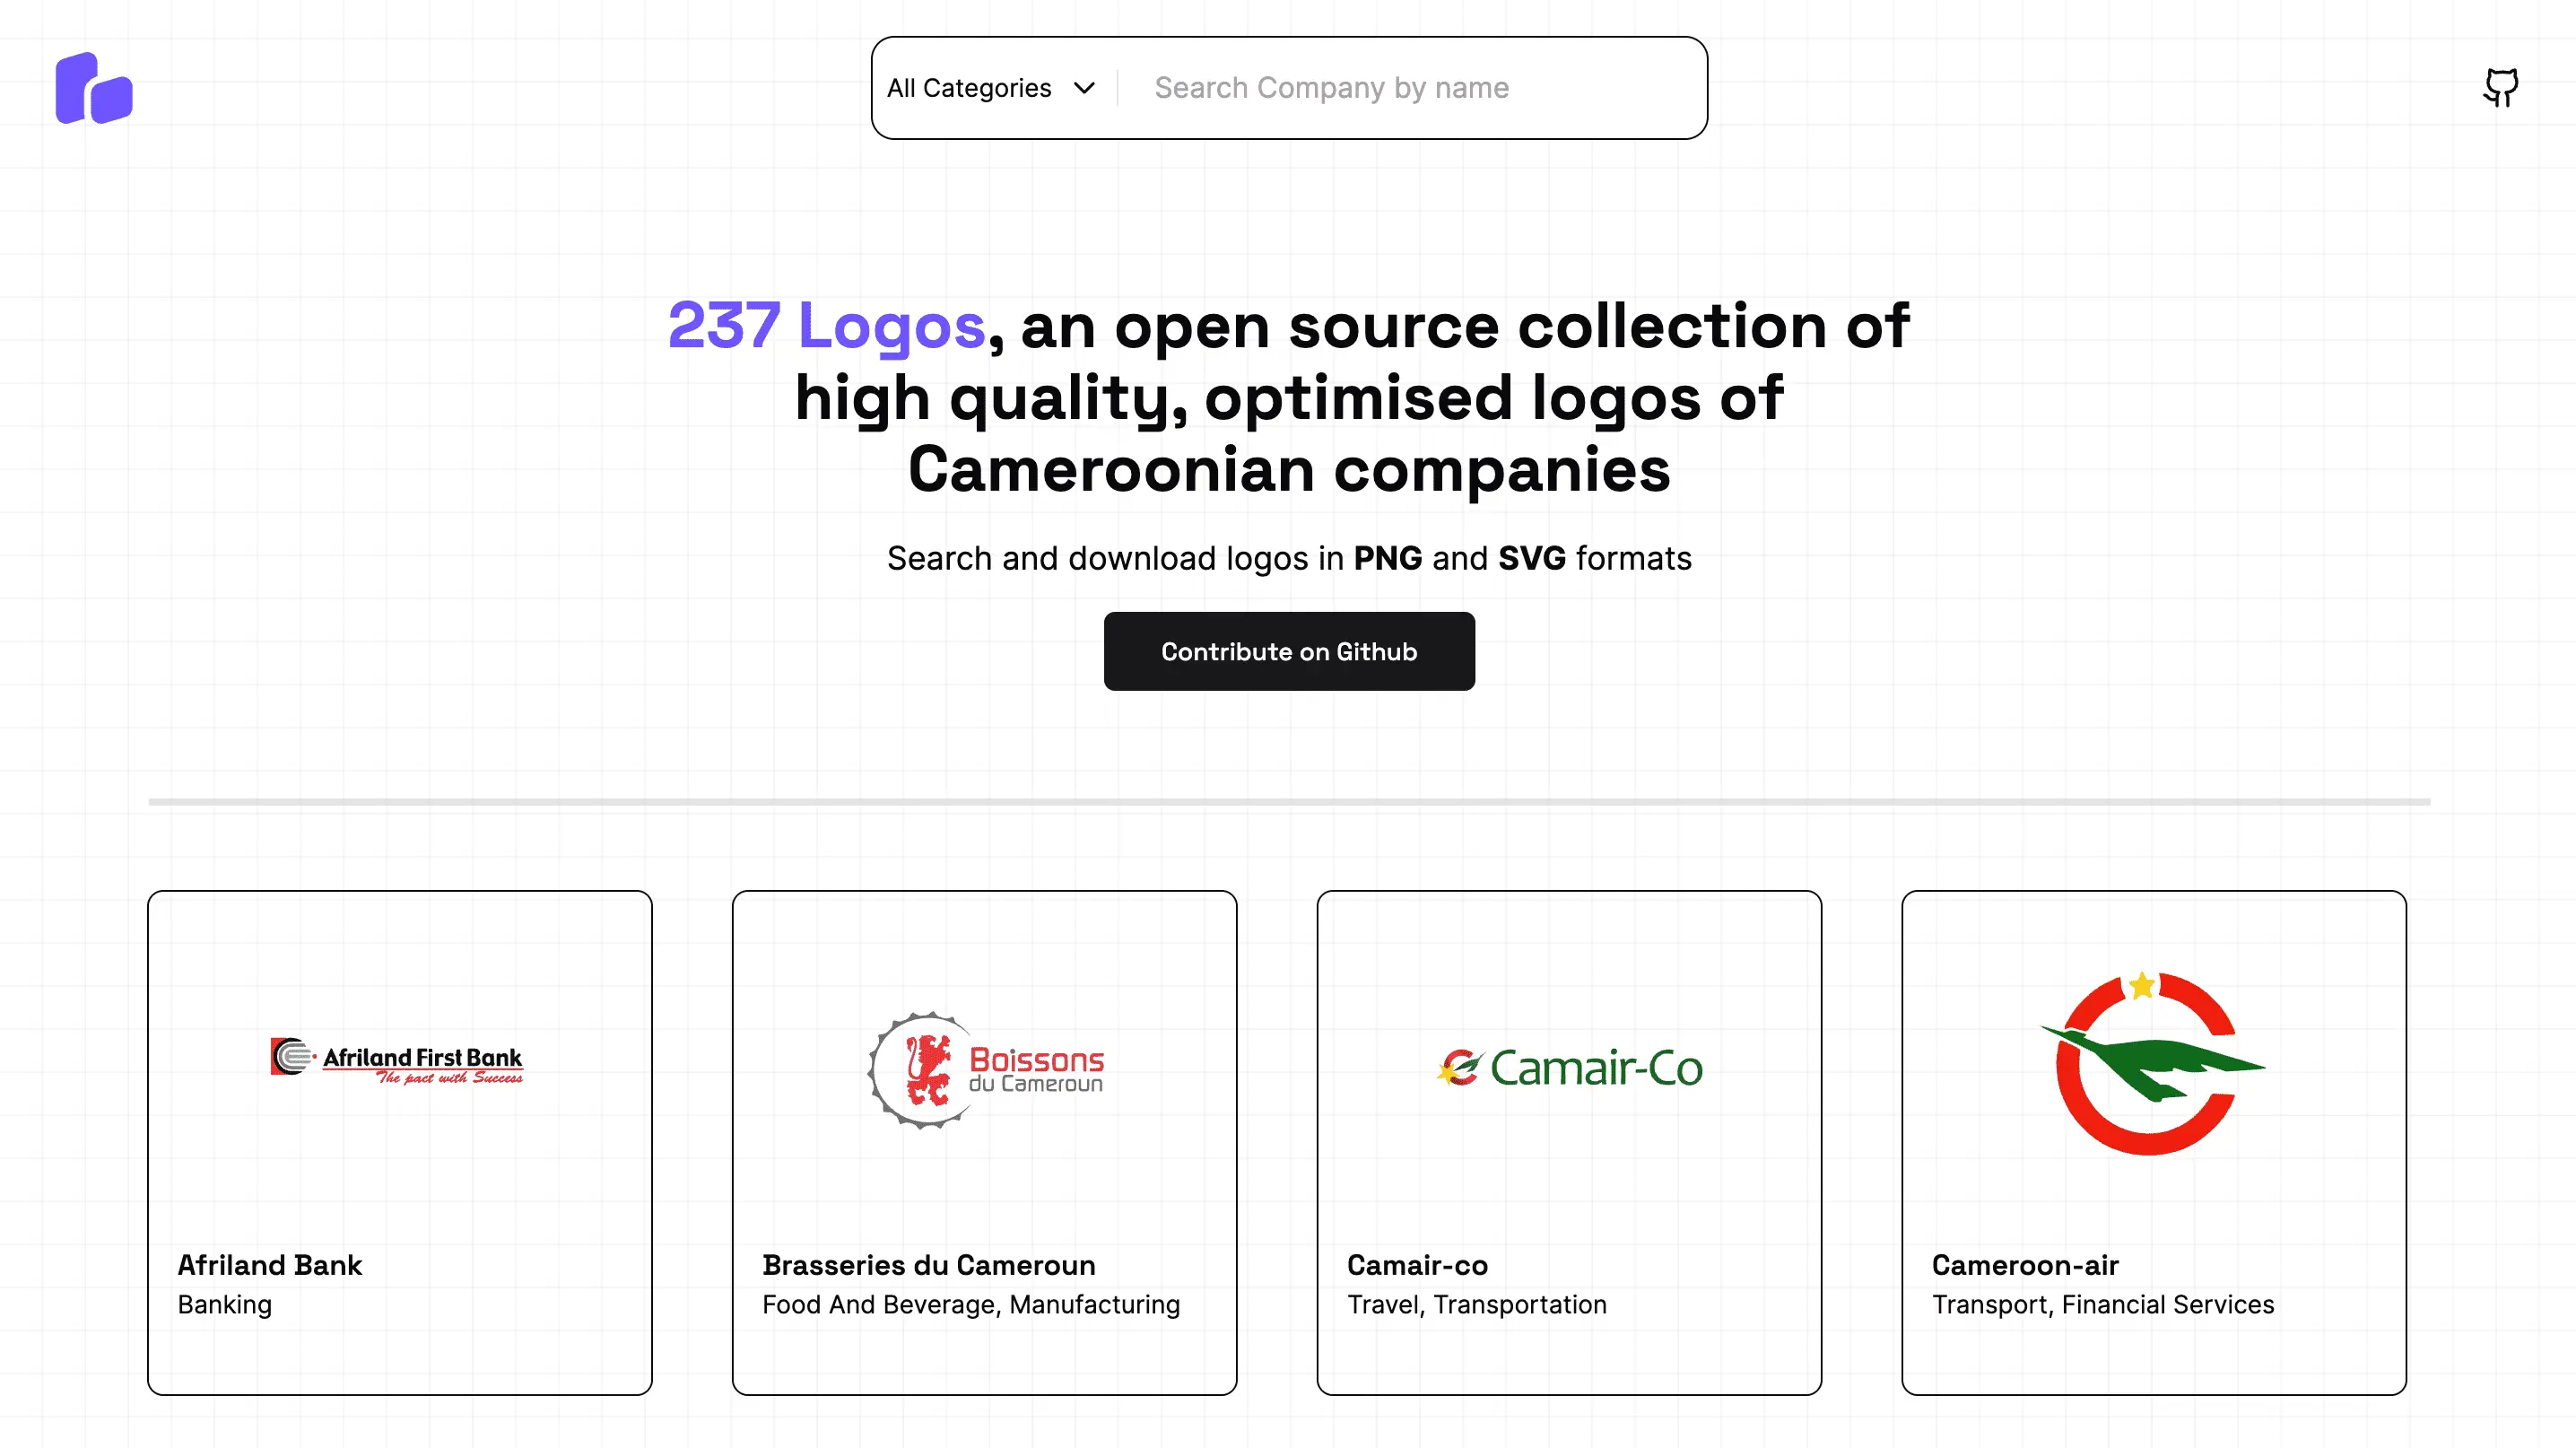 All Categories
Search Company by name
237 Logos, an open source collection of
high quality, optimised logos of
Cameroonian companies
Search and download logos in PNG and SVG formats
Contribute on Github
Afriland First Bank
The pact with Success
Boissons
du Cameroun
Camair-Co
Afriland Bank
Banking
Brasseries du Cameroun
Food And Beverage, Manufacturing
Camair-co
Travel, Transportation
Cameroon-air
Transport, Financial Services